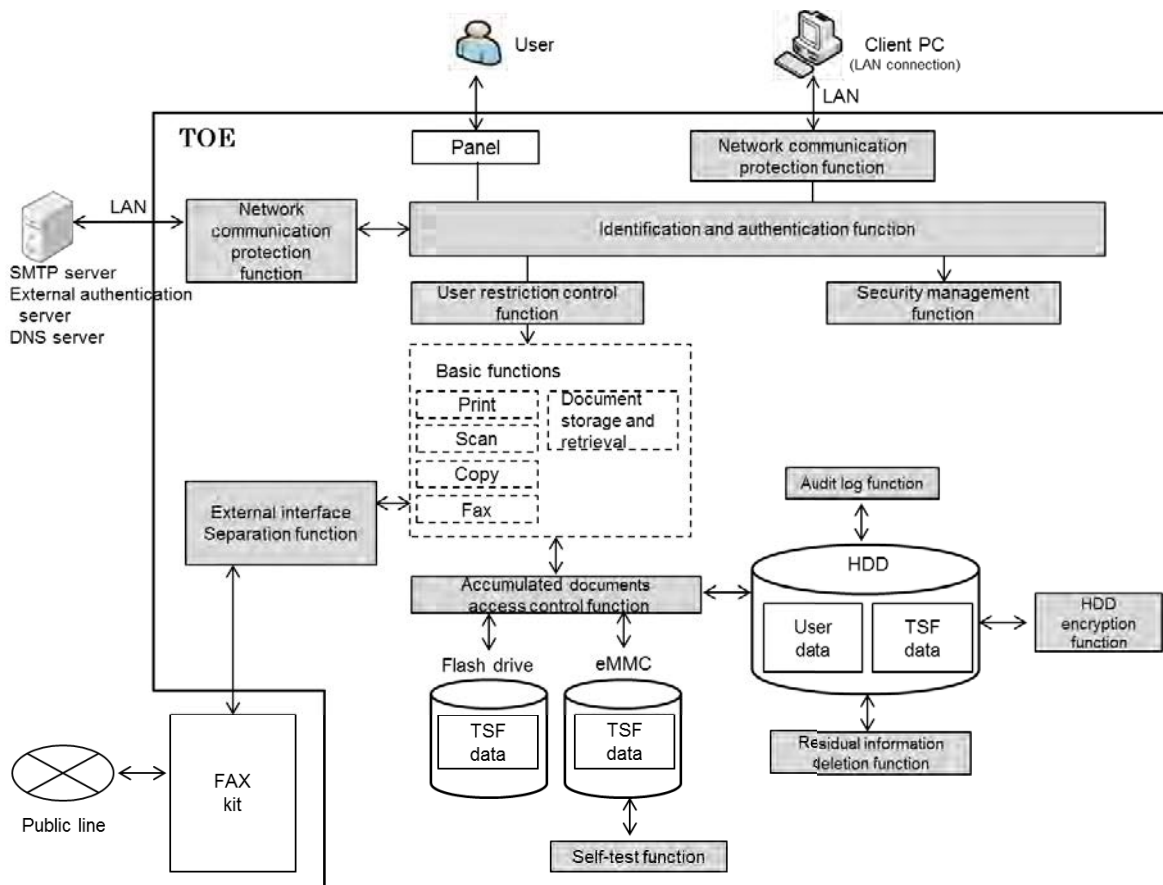 User
Client PC
(LAN connection)
LAN
TOE
Panel
Network communication
protection function
LAN
Network
communication
protection
function
Identification and authentication function
SMTP server
External authentication
server
DNS server
User restriction control
function
Security management
function
Basic functions
Print
Scan
Copy
Fax
Document
storage and
retrieval
External interface
Separation function
Audit log function
HDD
User
data
TSF
data
HDD
encryption
function
Accumulated documents
access control function
Flash drive
TSF
data
eMMC
TSF
data
Residual information
deletion function
FAX
kit
Public line
Self-test function